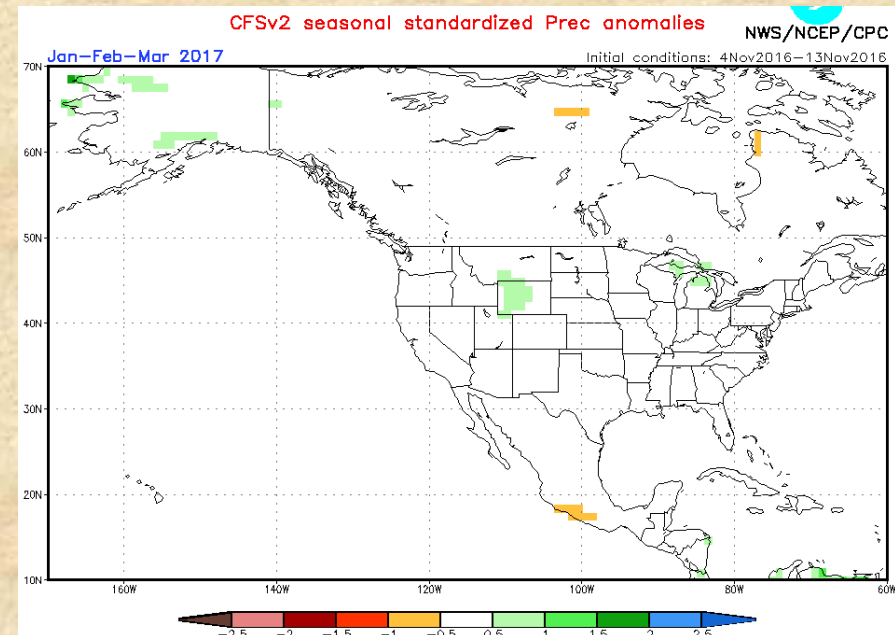 CFSv2 seasonal standardized Prec anomalies
NWS/NCEP/CPC
Jan-Feb-Mar 2017
Initial conditions: 4Nov2016-13Nov2016
70N
60N
50N
40N
30N
20N
10N
160W 140W 120W 100W 80W 60W
-2.5 -2 -1.5 -1 -0.5 0.5 1 1.5 2 2.5